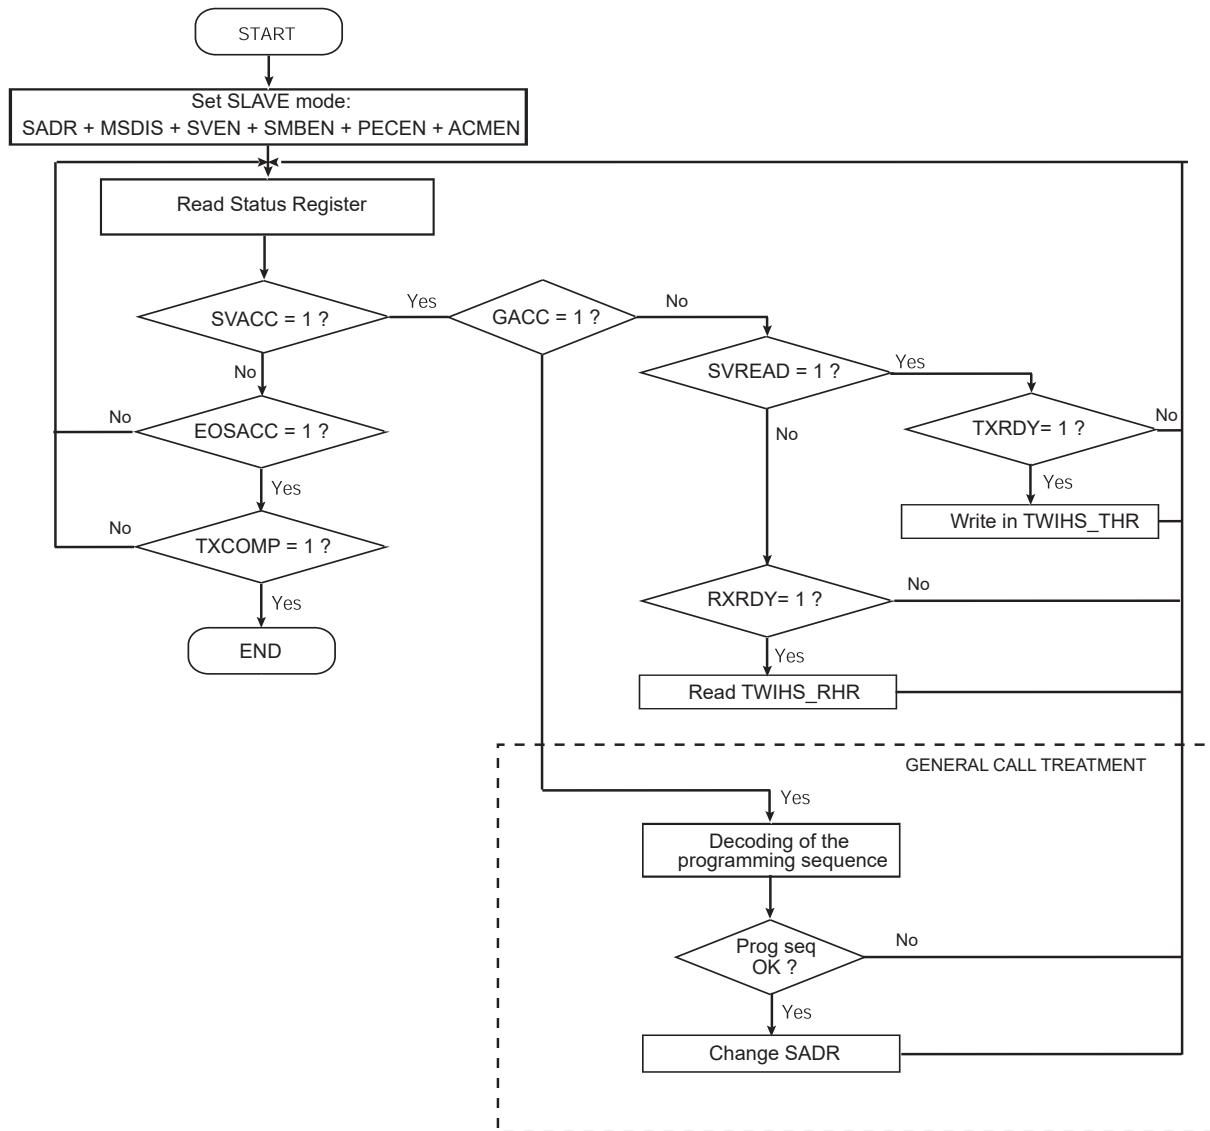 START
Set SLAVE mode:
SADR + MSDIS + SVEN + SMBEN + PECEN + ACMEN
Read Status Register
SVACC = 1 ?
Yes
GACC = 1 ?
No
SVREAD = 1 ?
Yes
No
EOSACC = 1 ?
No
TXRDY= 1 ?
No
No
Yes
Yes
Write in TWIHS_THR
TXCOMP = 1 ?
No
RXRDY= 1 ?
No
Yes
END
Yes
Read TWIHS_RHR
GENERAL CALL TREATMENT
Yes
Decoding of the
programming sequence
Prog seq
OK ?
No
Yes
Change SADR